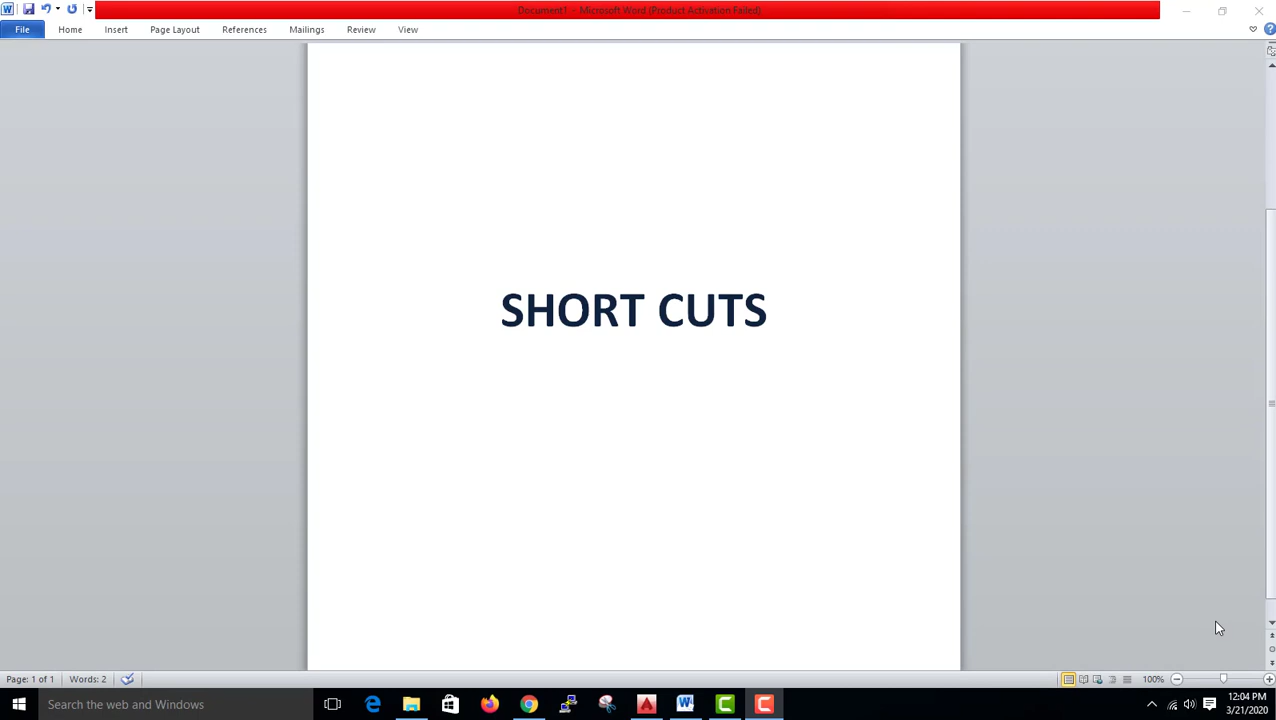 Document1 - Microsoft Word (Product Activation Failed)
File Home Insert Page Layout References Mailings Review View
SHORT CUTS
Page: 1 of 1 Words: 2 100%
Search the web and Windows
12:04 PM
3/21/2020